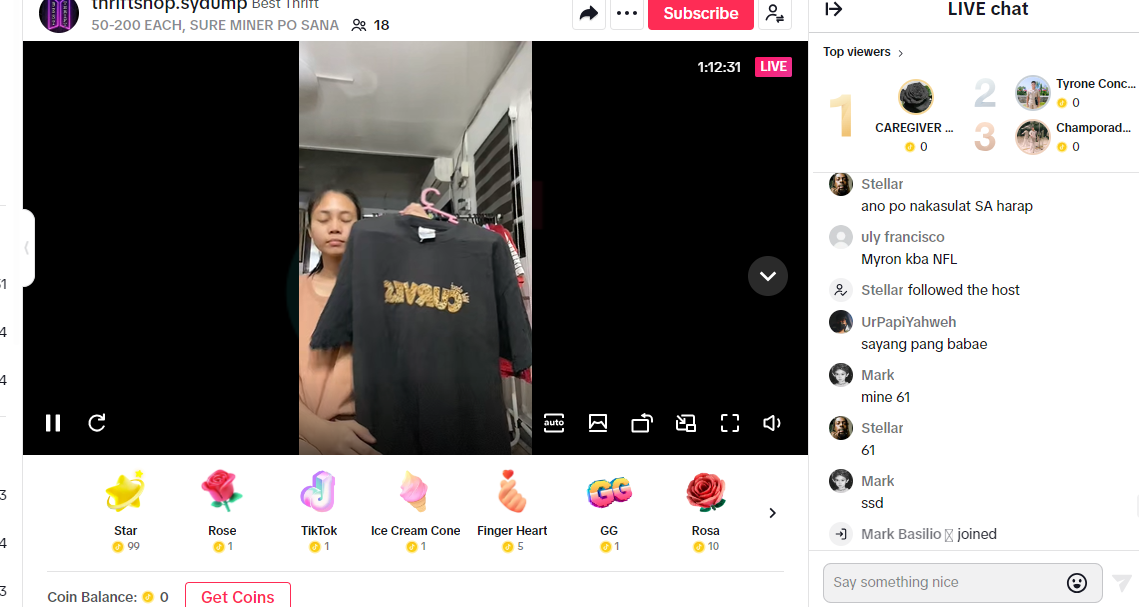 thriftshop.sydump Best Thrift
50-200 EACH, SURE MINER PO SANA 18
Subscribe
1:12:31 LIVE
auto
Star
99
Rose
1
TikTok
1
Ice Cream Cone
1
Finger Heart
5
GG
1
Rosa
10
Coin Balance: 0
Get Coins
LIVE chat
Top viewers
1
CAREGIVER ...
0
2
Tyrone Conc...
0
3
Champorad...
0
Stellar
ano po nakasulat SA harap
uly francisco
Myron kba NFL
Stellar followed the host
UrPapiYahweh
sayang pang babae
Mark
mine 61
Stellar
61
Mark
ssd
Mark Basilio joined
Say something nice